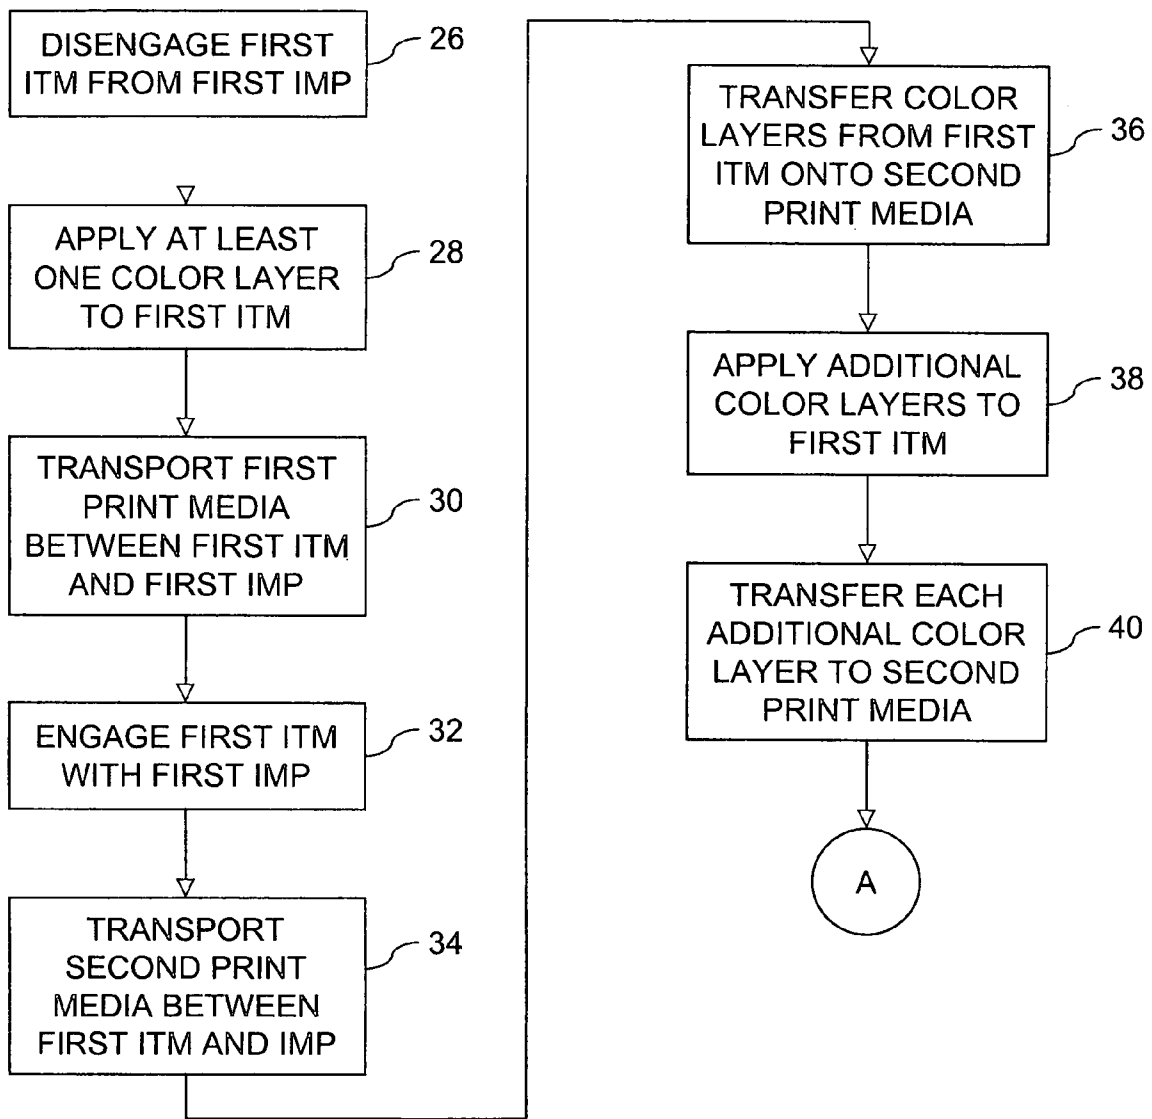 DISENGAGE FIRST
ITM FROM FIRST IMP
26
APPLY AT LEAST
ONE COLOR LAYER
TO FIRST ITM
28
TRANSPORT FIRST
PRINT MEDIA
BETWEEN FIRST ITM
AND FIRST IMP
30
ENGAGE FIRST ITM
WITH FIRST IMP
32
TRANSPORT
SECOND PRINT
MEDIA BETWEEN
FIRST ITM AND IMP
34
TRANSFER COLOR
LAYERS FROM FIRST
ITM ONTO SECOND
PRINT MEDIA
36
APPLY ADDITIONAL
COLOR LAYERS TO
FIRST ITM
38
TRANSFER EACH
ADDITIONAL COLOR
LAYER TO SECOND
PRINT MEDIA
40
A